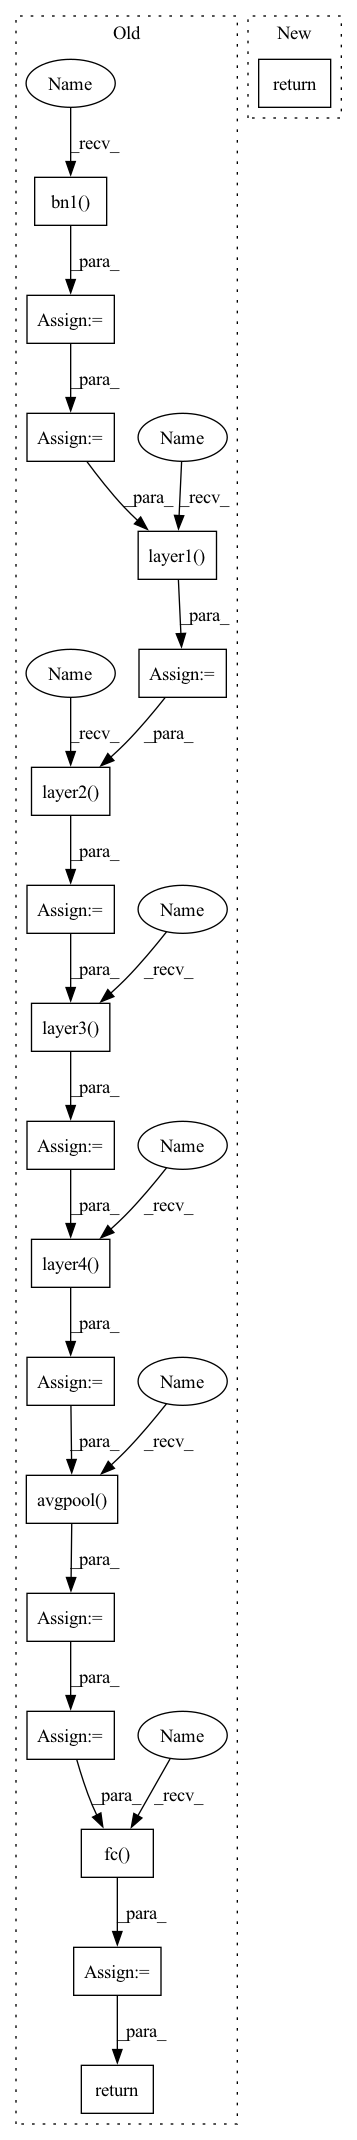 Old
New
Name
return
_recv_
bn1()
_para_
Assign:=
_para_
Assign:=
Name
_para_
_recv_
layer1()
_para_
Name
Assign:=
_recv_
_para_
layer2()
_para_
Assign:=
Name
_para_
_recv_
layer3()
_para_
Assign:=
Name
_para_
_recv_
layer4()
_para_
Assign:=
Name
_para_
_recv_
avgpool()
_para_
Assign:=
_para_
Assign:=
Name
_para_
_recv_
fc()
_para_
Assign:=
_para_
return